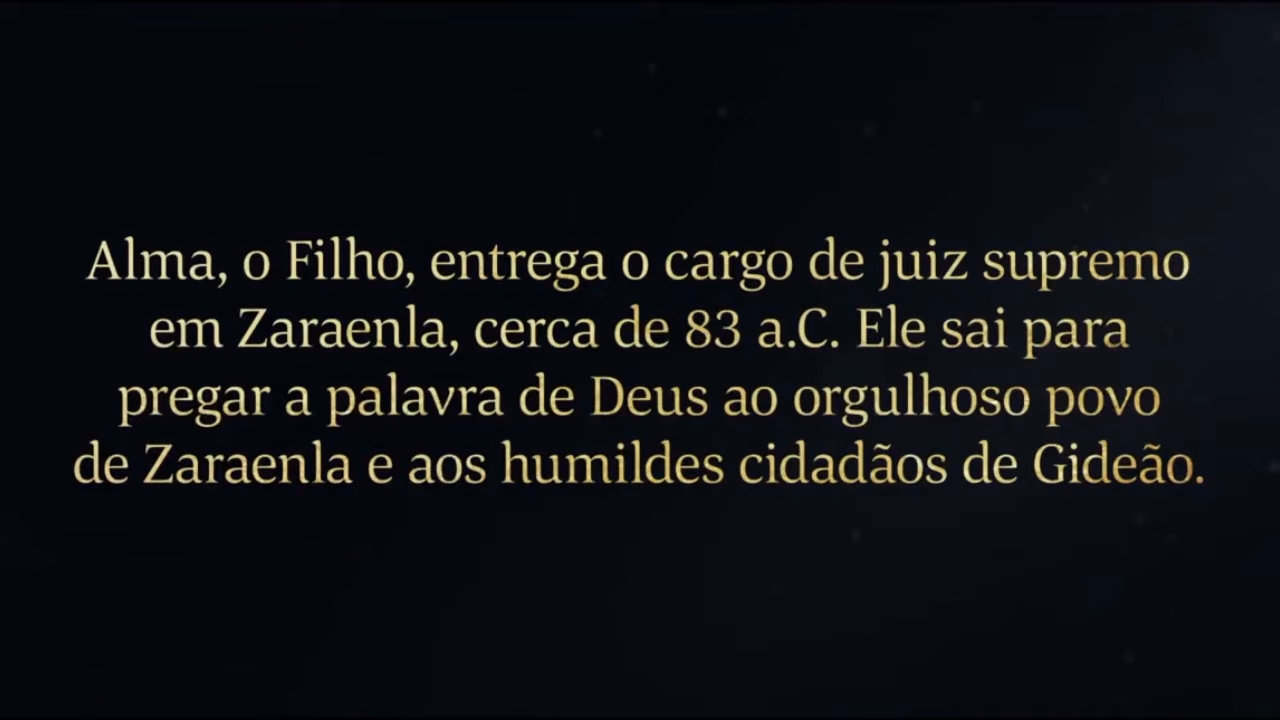 Alma, o Filho, entrega o cargo de juiz supremo
em Zaraenla, cerca de 83 a.C. Ele sai para
pregar a palavra de Deus ao orgulhoso povo
de Zaraenla e aos humildes cidadãos de Gideão.